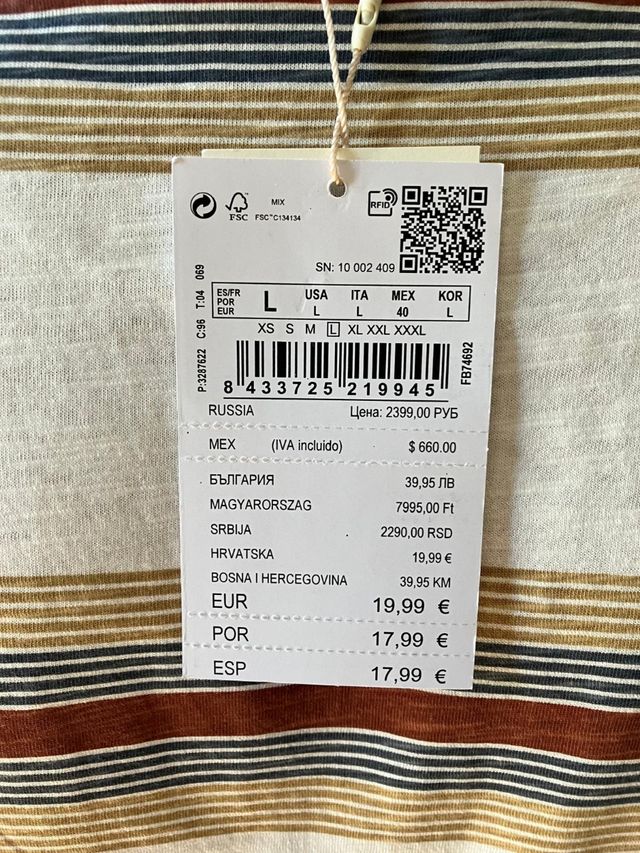 MIX
FSC
FSC™C134134
RFID
SN: 10 002 409
P:3287622 C:96 T:04 069
ES/FR
POR
EUR
L
USA ITA MEX KOR
L L 40 L
XS S M L XL XXL XXXL
8 433725 219945
FB74692
RUSSIA Цена: 2399,00 РУБ
MEX (IVA incluido) $ 660.00
БЪЛГАРИЯ 39,95 ЛВ
MAGYARORSZAG 7995,00 Ft
SRBIJA 2290,00 RSD
HRVATSKA 19,99 €
BOSNA I HERCEGOVINA 39,95 KM
EUR 19,99 €
POR 17,99 €
ESP 17,99 €